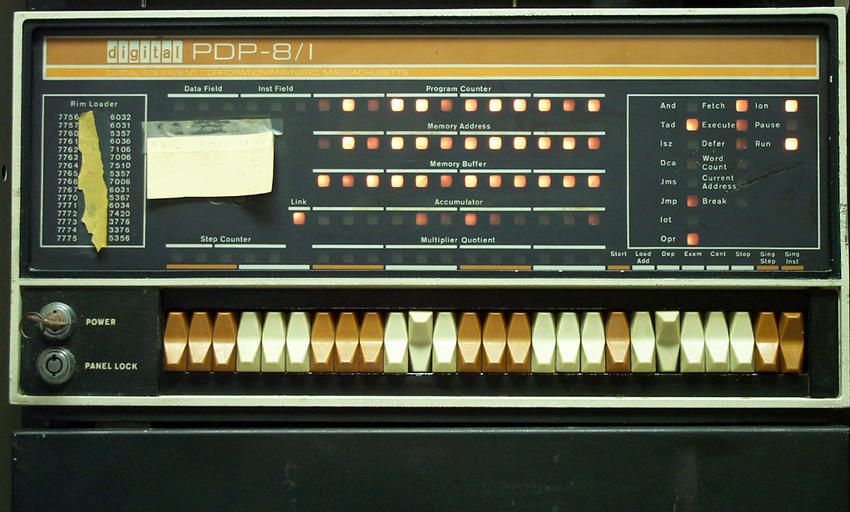 digital PDP-8/I
DIGITAL EQUIPMENT CORPORATION/MAYNARD, MASSACHUSETTS
Data Field Inst Field Program Counter
Rim Loader
7756 6032
7757 6031
7760 5357
7761 6036
7762 7106
7763 7006
7764 7510
7765 5357
7766 7006
7767 6031
7770 5367
7771 6034
7772 7420
7773 3776
7774 3376
7775 5356
Memory Address
Memory Buffer
Link Accumulator
Step Counter Multiplier Quotient
And Fetch Ion
Tad Execute Pause
Isz Defer Run
Dca Word Count
Jms Current Address
Jmp Break
Iot
Opr
Start Load Add Dep Exam Cont Stop Sing Step Sing Inst
POWER
PANEL LOCK